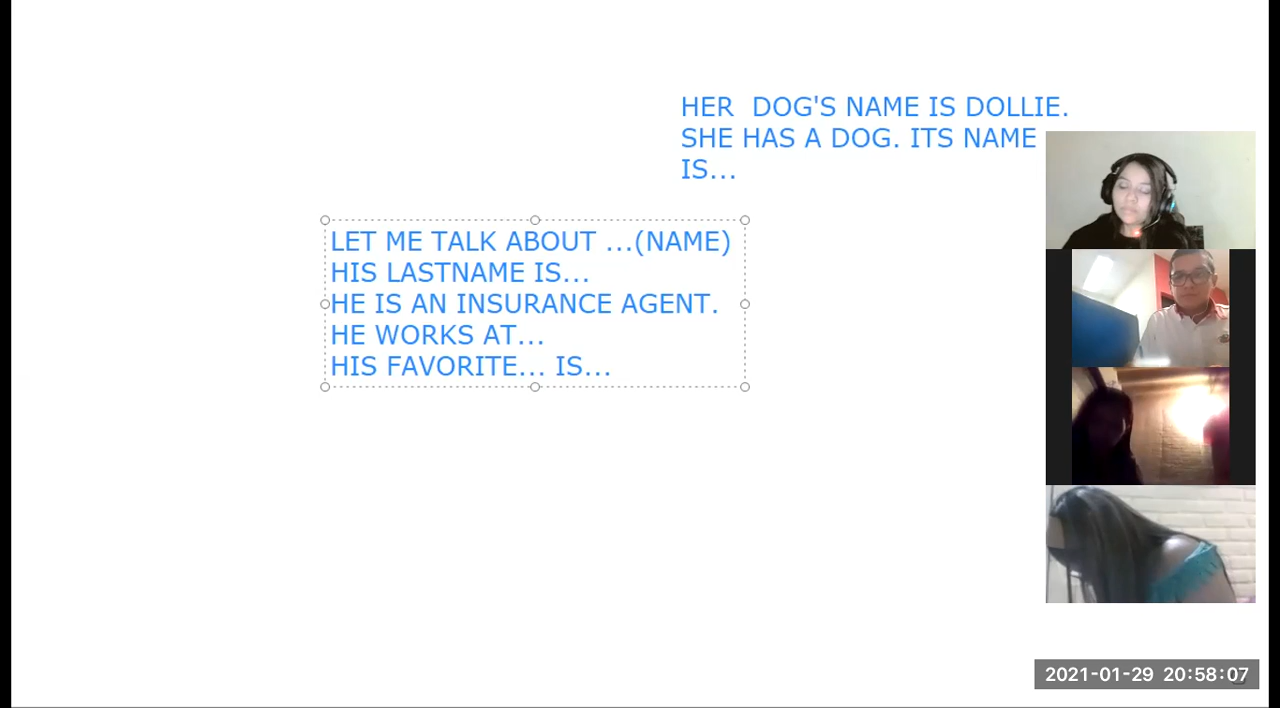 HER DOG'S NAME IS DOLLIE.
SHE HAS A DOG. ITS NAME
IS...
LET ME TALK ABOUT ...(NAME)
HIS LASTNAME IS...
HE IS AN INSURANCE AGENT.
HE WORKS AT...
HIS FAVORITE... IS...
2021-01-29 20:58:07